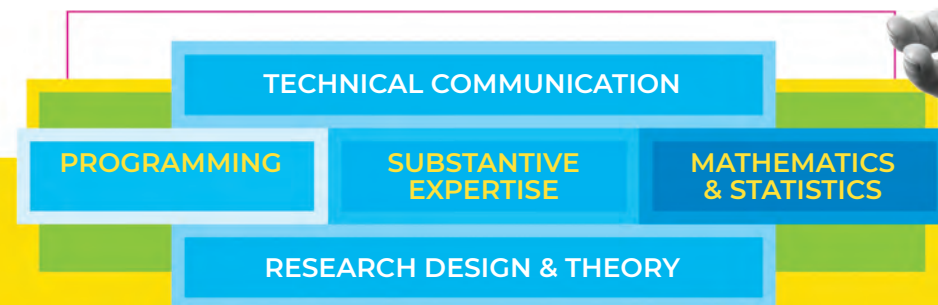 TECHNICAL COMMUNICATION
PROGRAMMING
SUBSTANTIVE
EXPERTISE
MATHEMATICS
& STATISTICS
RESEARCH DESIGN & THEORY